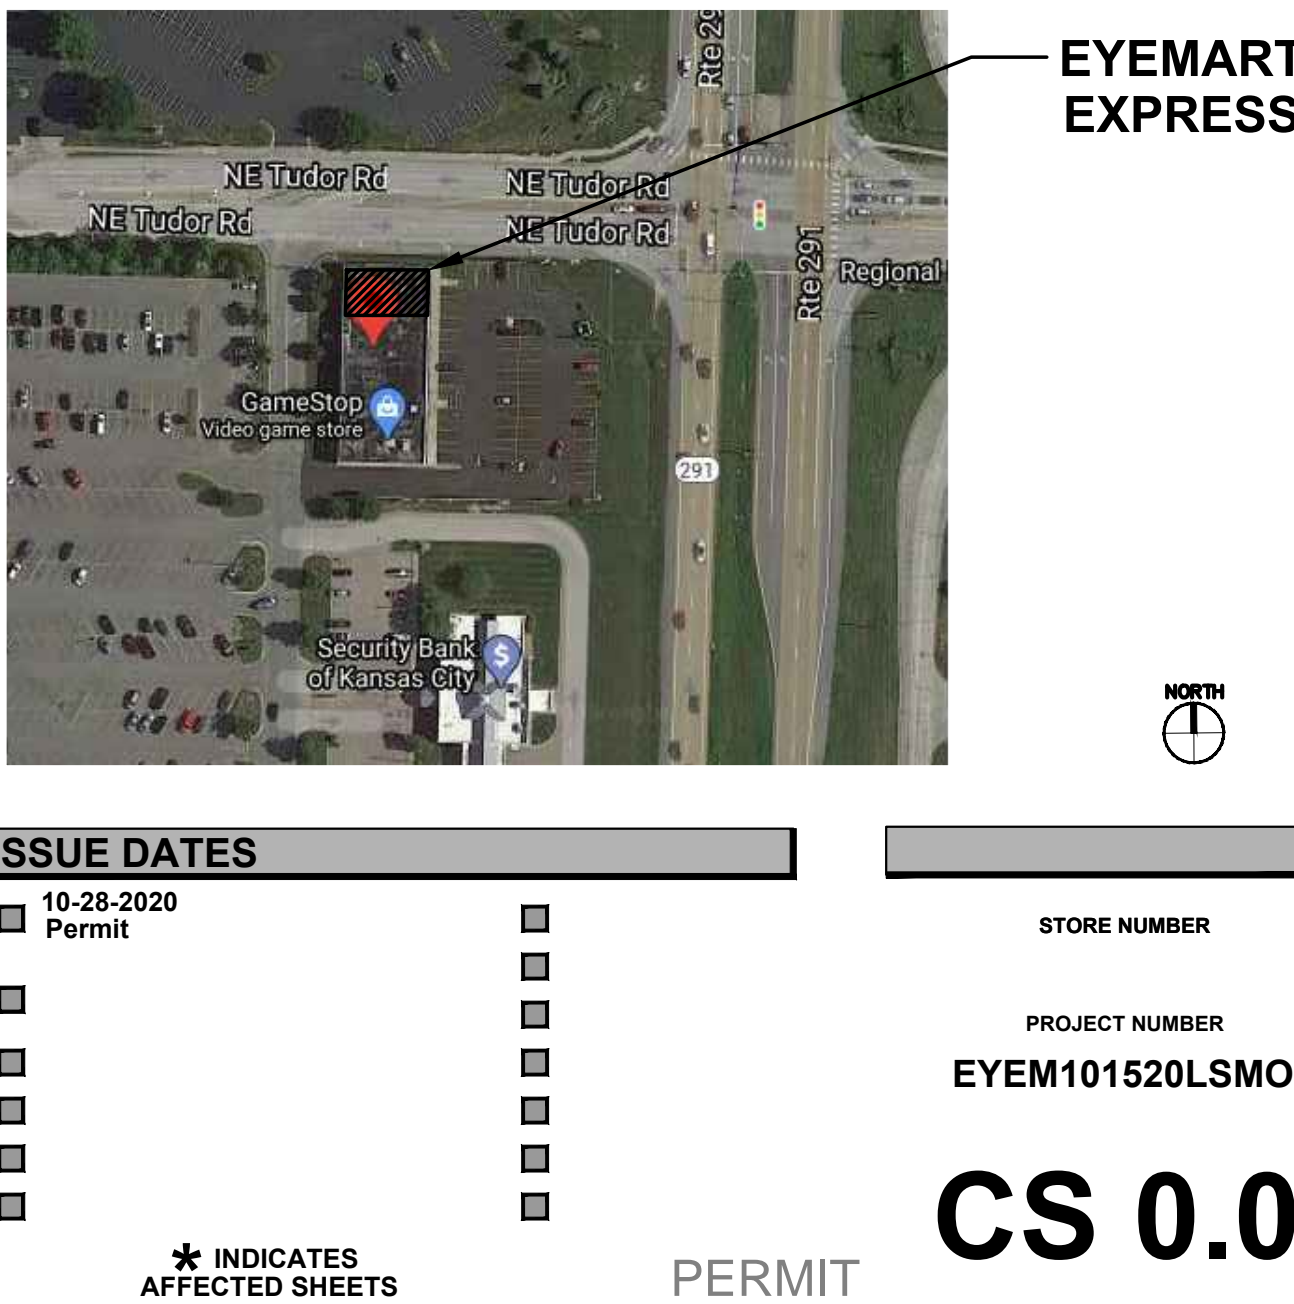 Rte 291
EYEMART
EXPRESS
NE Tudor Rd
NE Tudor Rd
NE Tudor Rd
NE Tudor Rd
Rte 291
Regional
GameStop
Video game store
291
Security Bank
of Kansas City
$
NORTH
SSUE DATES
10-28-2020
Permit
STORE NUMBER
PROJECT NUMBER
EYEM101520LSMO
CS 0.0
* INDICATES
AFFECTED SHEETS
PERMIT